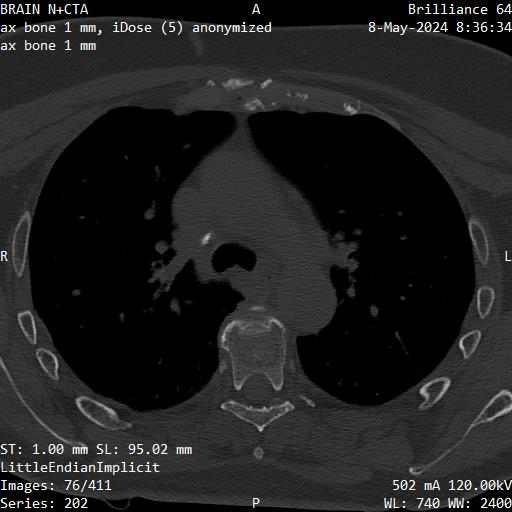 BRAIN N+CTA
ax bone 1 mm, iDose (5) anonymized
ax bone 1 mm
A
Brilliance 64
8-May-2024 8:36:34
R
L
ST: 1.00 mm SL: 95.02 mm
LittleEndianImplicit
Images: 76/411
Series: 202
P
502 mA 120.00kV
WL: 740 WW: 2400